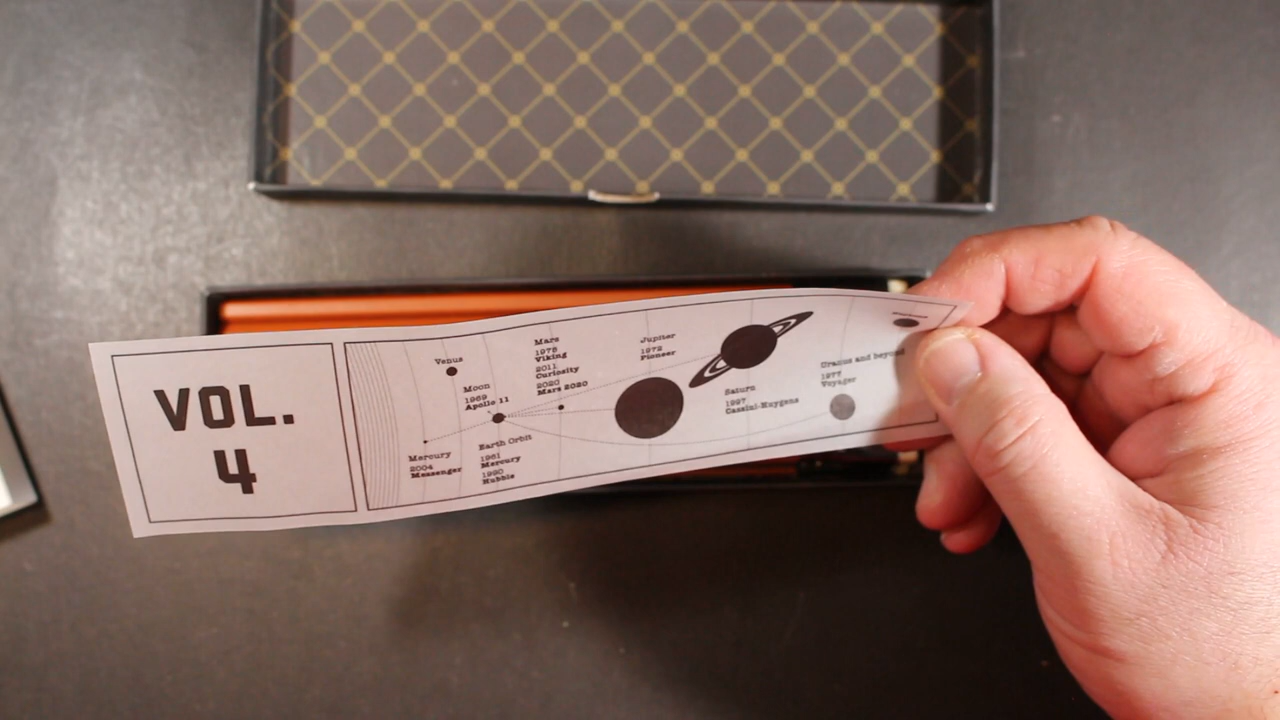 VOL.
4
Venus
Moon
1969
Apollo 11
Mercury
2004
Messenger
Earth Orbit
1961
Mercury
1990
Hubble
Mars
1975
Viking
2011
Curiosity
2020
Mars 2020
Jupiter
1972
Pioneer
Saturn
1997
Cassini-Huygens
Uranus and beyond
1977
Voyager